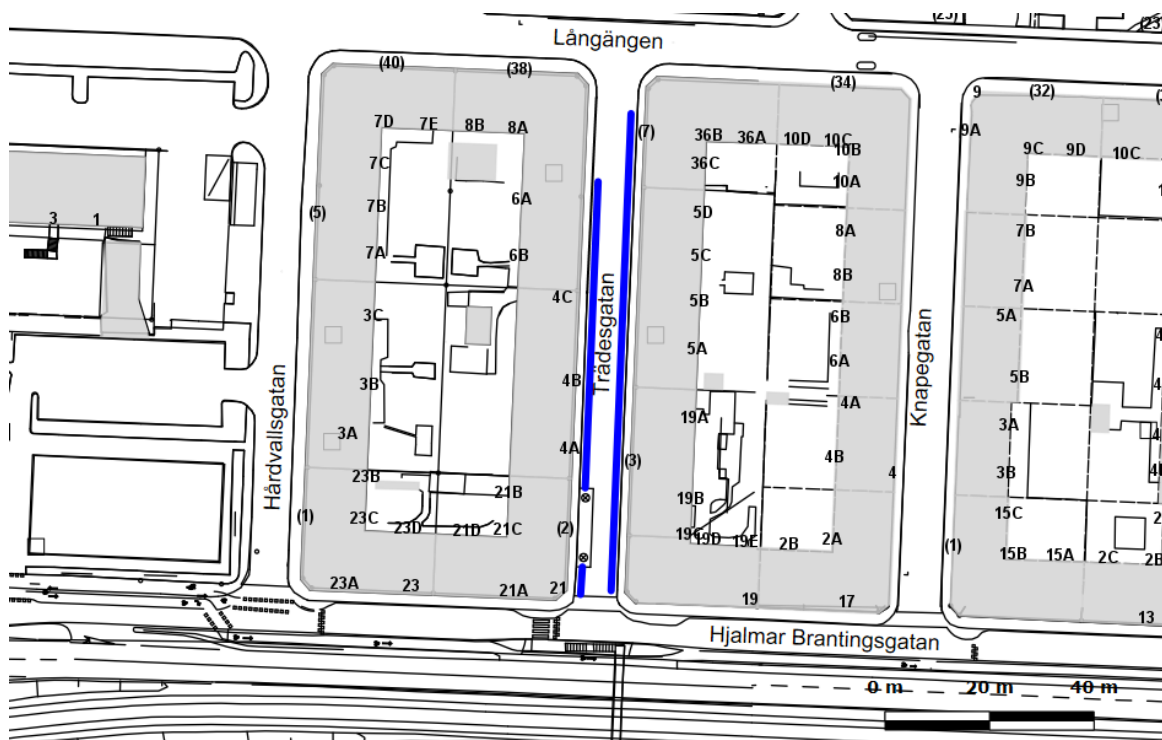 Långängen
(25)
(40)
(38)
(34)
9
(32)
7D
7E
8B
8A
(7)
36B
36A
10D
10C
10B
9A
9C
9D
10C
7C
36C
10A
9B
6A
7B
(5)
5D
3
1
8A
7B
7A
6B
5C
8B
7A
4C
5B
3C
6B
5A
Trädesgatan
5A
6A
3B
4B
5B
Knapegatan
19A
4A
3A
3A
4A
Hårdvallsgatan
(3)
4B
4
3B
23B
21B
19B
15C
(1)
23C
23D
21D
21C
(2)
19C
19D
19E
2B
2A
(1)
15B
15A
2C
2B
23A
23
21A
21
19
17
13
Hjalmar Brantingsgatan
0 m
20 m
40 m